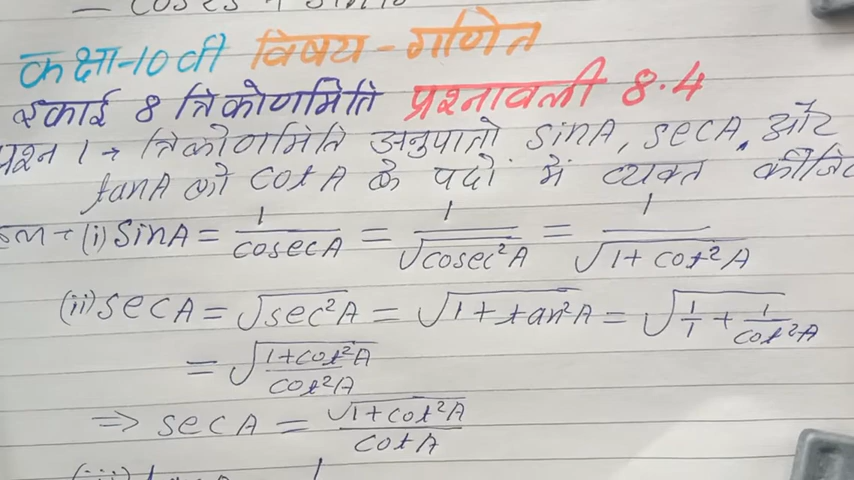 कक्षा-10वी विषय-गणित
इकाई 8 त्रिकोणमिति प्रश्नावली 8.4
प्रश्न 1→ त्रिकोणमिति अनुपातो sinA, secA, और
tanA को cotA के पदों में व्यक्त कीजिए
हल → (i) sinA = 1/cosecA = 1/√cosec²A = 1/√1+cot²A
(ii) secA = √sec²A = √1+tan²A = √1/1 + 1/cot²A
= √1+cot²A/cot²A
⇒ secA = √1+cot²A/cotA